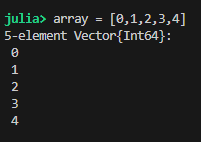 julia> array = [0,1,2,3,4]
5-element Vector{Int64}:
 0
 1
 2
 3
 4